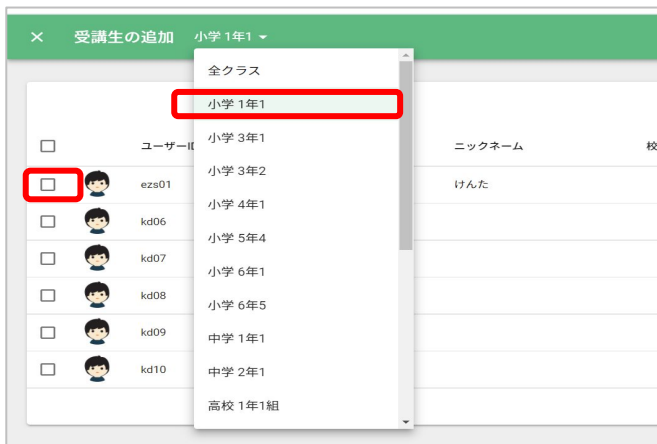 × 受講生の追加 小学 1年1
全クラス
小学 1年1
小学 3年1
小学 3年2
小学 4年1
小学 5年4
小学 6年1
小学 6年5
中学 1年1
中学 2年1
高校 1年1組
ユーザーID ニックネーム 校
ezs01 けんた
kd06
kd07
kd08
kd09
kd10